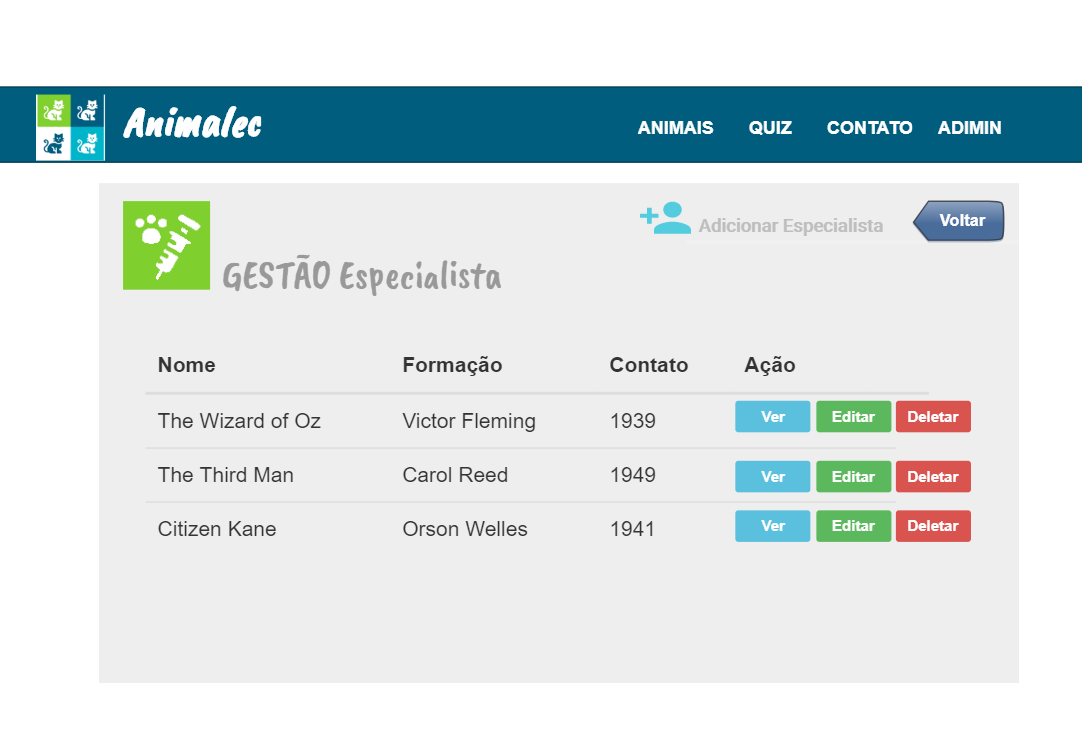 Animalec
ANIMAIS QUIZ CONTATO ADIMIN
Adicionar Especialista Voltar
GESTÃO Especialista
Nome Formação Contato Ação
The Wizard of Oz Victor Fleming 1939 Ver Editar Deletar
The Third Man Carol Reed 1949 Ver Editar Deletar
Citizen Kane Orson Welles 1941 Ver Editar Deletar